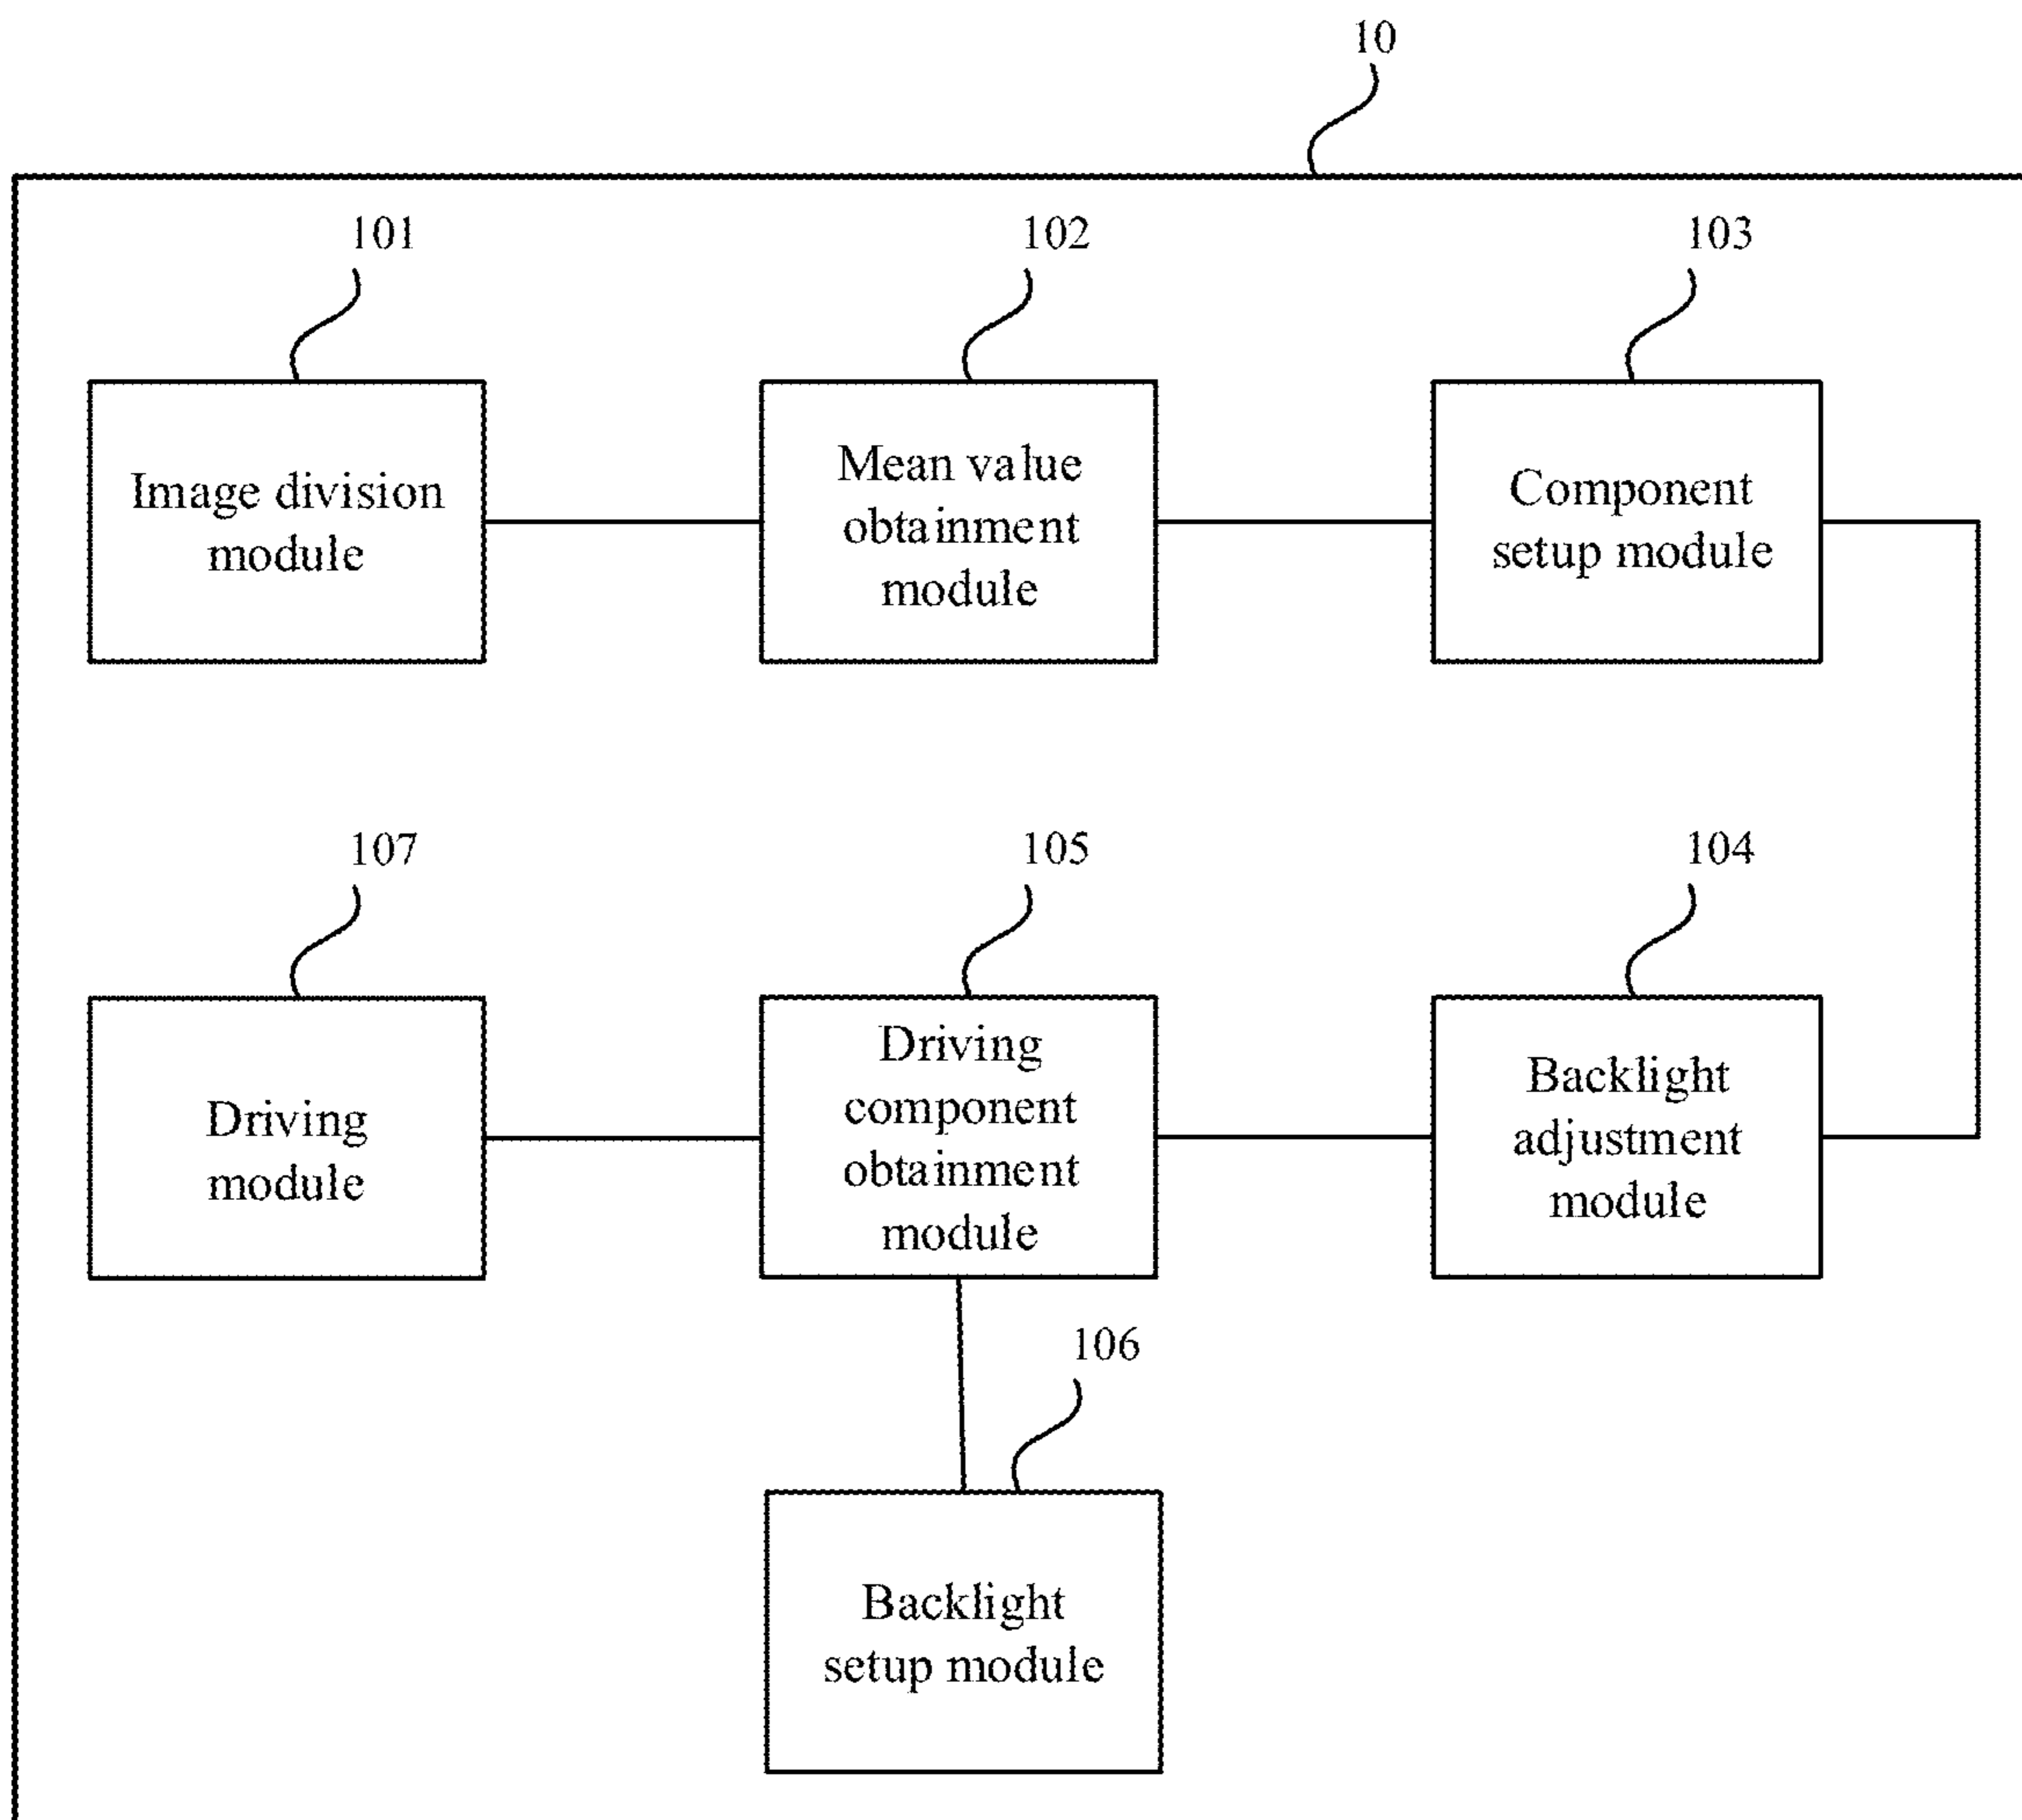 10
101
102
103
Image division
module
Mean value
obtainment
module
Component
setup module
107
105
104
Driving
module
Driving
component
obtainment
module
Backlight
adjustment
module
106
Backlight
setup module